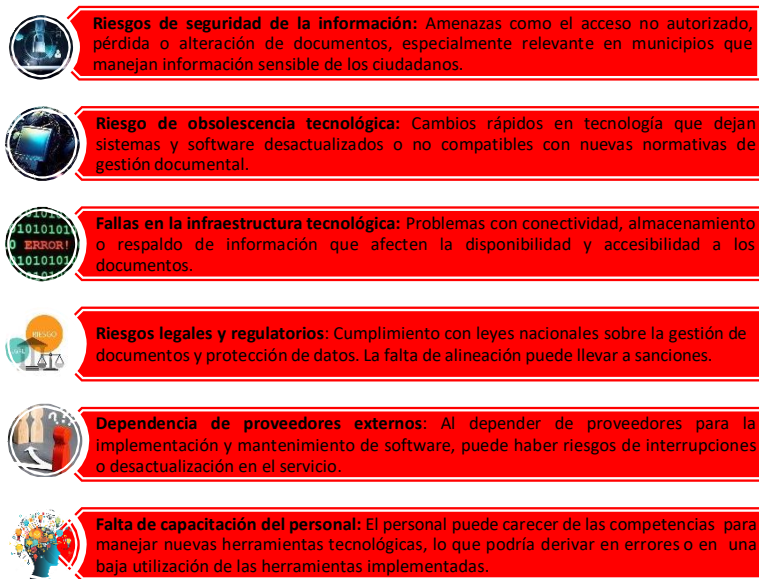 Riesgos de seguridad de la información: Amenazas como el acceso no autorizado,
pérdida o alteración de documentos, especialmente relevante en municipios que
manejan información sensible de los ciudadanos.
Riesgo de obsolescencia tecnológica: Cambios rápidos en tecnología que dejan
sistemas y software desactualizados o no compatibles con nuevas normativas de
gestión documental.
01010101
0 ERROR!
01010101
Fallas en la infraestructura tecnológica: Problemas con conectividad, almacenamiento
o respaldo de información que afecten la disponibilidad y accesibilidad a los
documentos.
RIESGO
Riesgos legales y regulatorios: Cumplimiento con leyes nacionales sobre la gestión de
documentos y protección de datos. La falta de alineación puede llevar a sanciones.
Dependencia de proveedores externos: Al depender de proveedores para la
implementación y mantenimiento de software, puede haber riesgos de interrupciones
o desactualización en el servicio.
Falta de capacitación del personal: El personal puede carecer de las competencias para
manejar nuevas herramientas tecnológicas, lo que podría derivar en errores o en una
baja utilización de las herramientas implementadas.